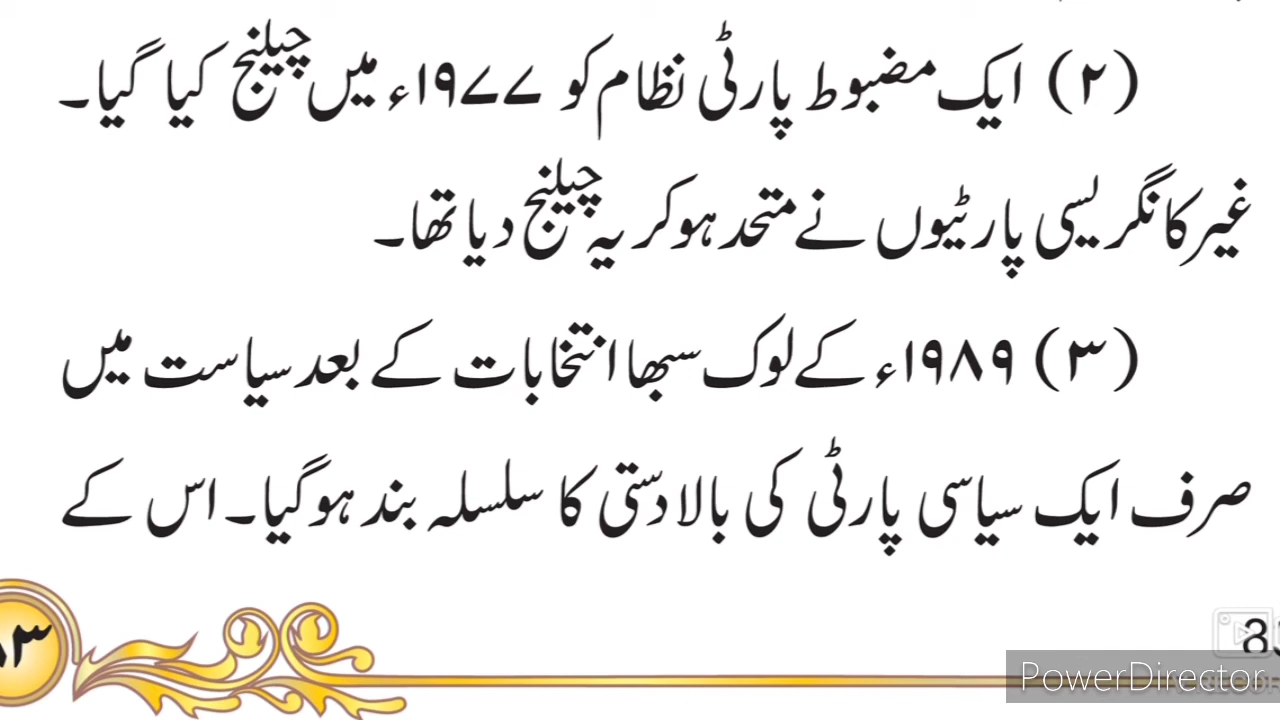 (۲) ایک مضبوط پارٹی نظام کو ۱۹۷۷ء میں چیلنج کیا گیا۔
غیر کانگریسی پارٹیوں نے متحد ہو کر یہ چیلنج دیا تھا۔
(۳) ۱۹۸۹ء کے لوک سبھا انتخابات کے بعد سیاست میں
صرف ایک سیاسی پارٹی کی بالادستی کا سلسلہ بند ہو گیا۔ اس کے
PowerDirector